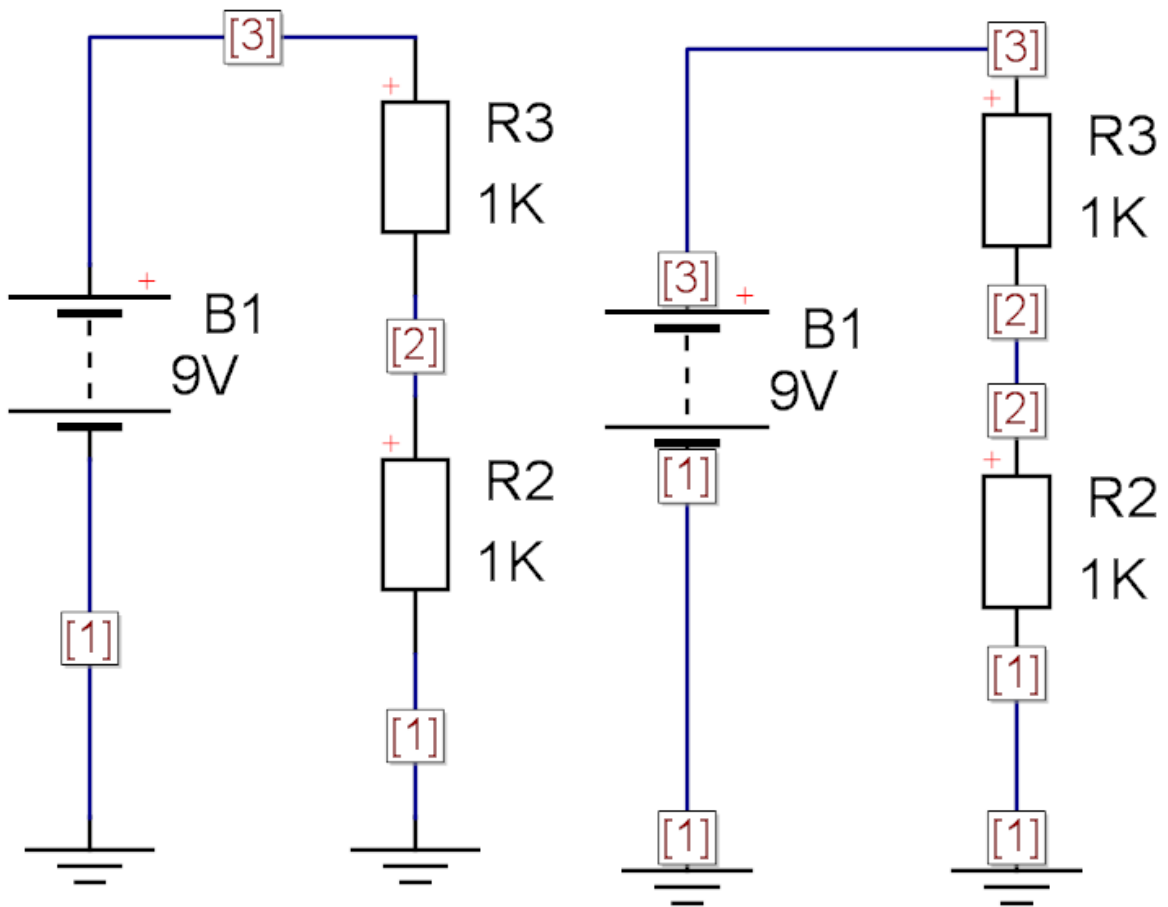 [3]
+
R3
1K
+
B1
9V
[2]
+
R2
1K
[1]
[1]
[3]
+
R3
1K
[3]
+
B1
9V
[2]
[2]
[1]
+
R2
1K
[1]
[1]
[1]